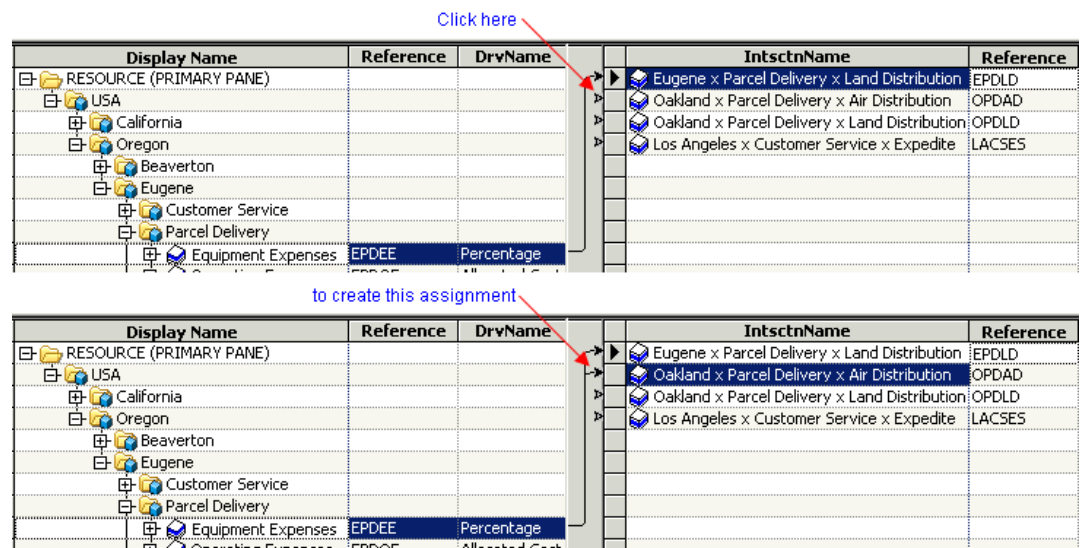 Click here
Display Name Reference DrvName IntsctnName Reference
RESOURCE (PRIMARY PANE) Eugene x Parcel Delivery x Land Distribution EPDLD
USA Oakland x Parcel Delivery x Air Distribution OPDAD
California Oakland x Parcel Delivery x Land Distribution OPDLD
Oregon Los Angeles x Customer Service x Expedite LACSES
Beaverton
Eugene
Customer Service
Parcel Delivery
Equipment Expenses EPDEE Percentage
to create this assignment
Display Name Reference DrvName IntsctnName Reference
RESOURCE (PRIMARY PANE) Eugene x Parcel Delivery x Land Distribution EPDLD
USA Oakland x Parcel Delivery x Air Distribution OPDAD
California Oakland x Parcel Delivery x Land Distribution OPDLD
Oregon Los Angeles x Customer Service x Expedite LACSES
Beaverton
Eugene
Customer Service
Parcel Delivery
Equipment Expenses EPDEE Percentage
Operating Expenses EPDOE Allocated Cost